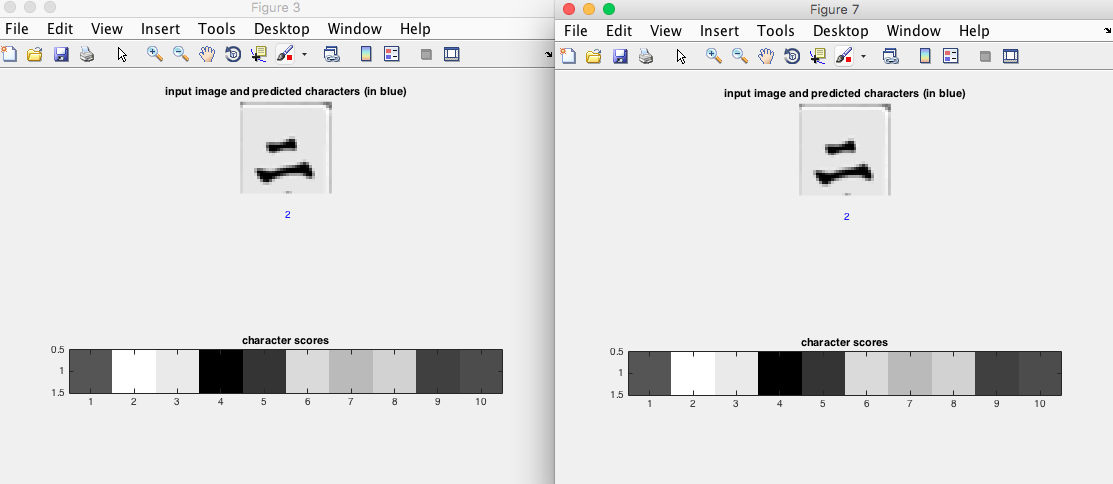 Figure 3
File Edit View Insert Tools Desktop Window Help
input image and predicted characters (in blue)
二
2
character scores
0.5
1
1.5
1 2 3 4 5 6 7 8 9 10
Figure 7
File Edit View Insert Tools Desktop Window Help
input image and predicted characters (in blue)
二
2
character scores
0.5
1
1.5
1 2 3 4 5 6 7 8 9 10